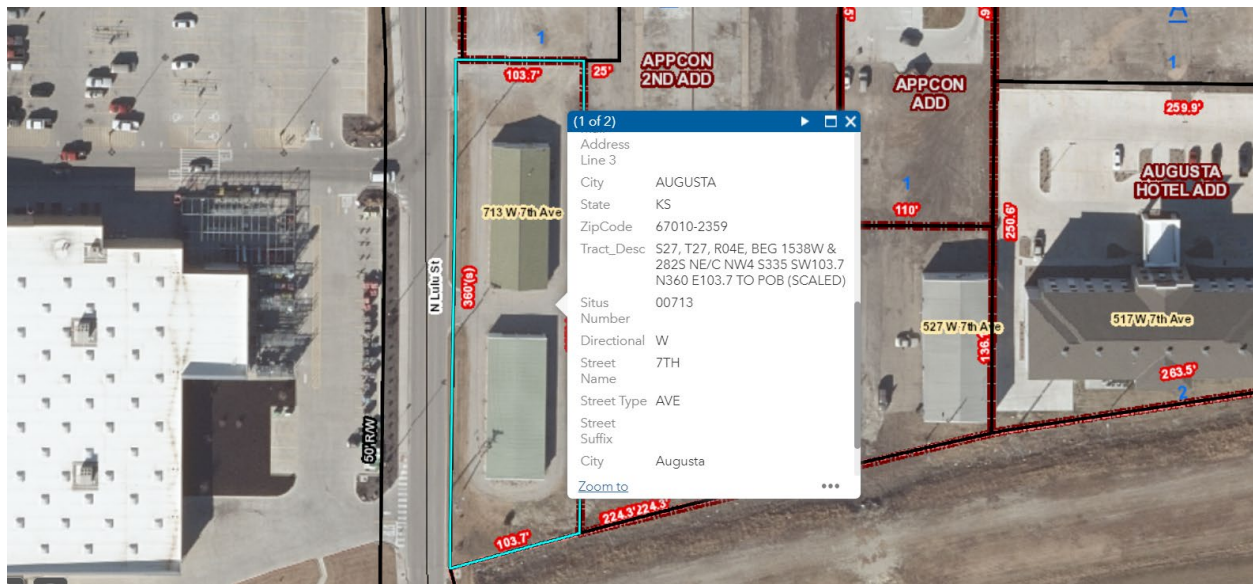 5'
9
A
1
103.7'
25'
APPCON
2ND ADD
APPCON
ADD
1
259.9'
(1 of 2)
Address
Line 3
City AUGUSTA
State KS
ZipCode 67010-2359
Tract_Desc S27, T27, R04E, BEG 1538W &
282S NE/C NW4 S335 SW103.7
N360 E103.7 TO POB (SCALED)
Situs 00713
Number
Directional W
Street 7TH
Name
Street Type AVE
Street
Suffix
City Augusta
Zoom to
AUGUSTA
HOTEL ADD
1
110'
250.6'
713 W 7th Ave
N Lulu St
360'(s)
527 W 7th Ave
136.
517 W 7th Ave
263.5'
2
50' R/W
224.3'
224.3'
103.7'